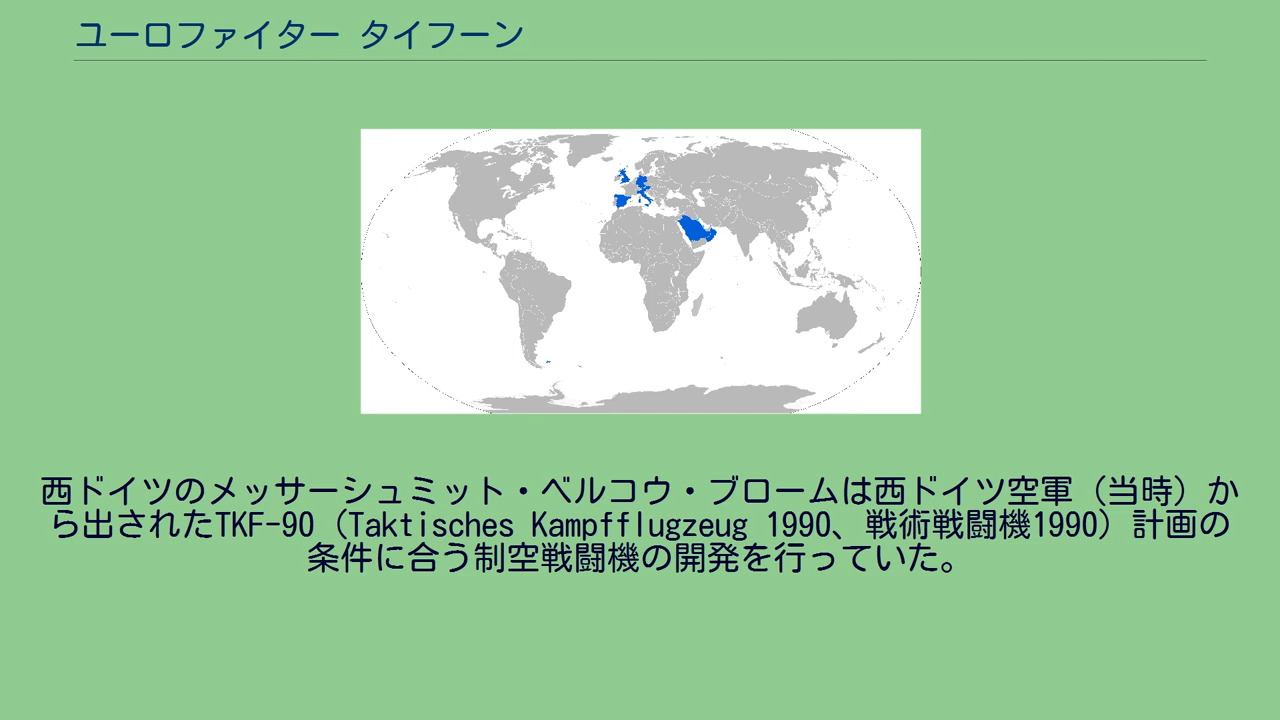 ユーロファイター タイフーン
西ドイツのメッサーシュミット・ベルコウ・ブロームは西ドイツ空軍（当時）か
ら出されたTKF-90（Taktisches Kampfflugzeug 1990、戦術戦闘機1990）計画の
条件に合う制空戦闘機の開発を行っていた。